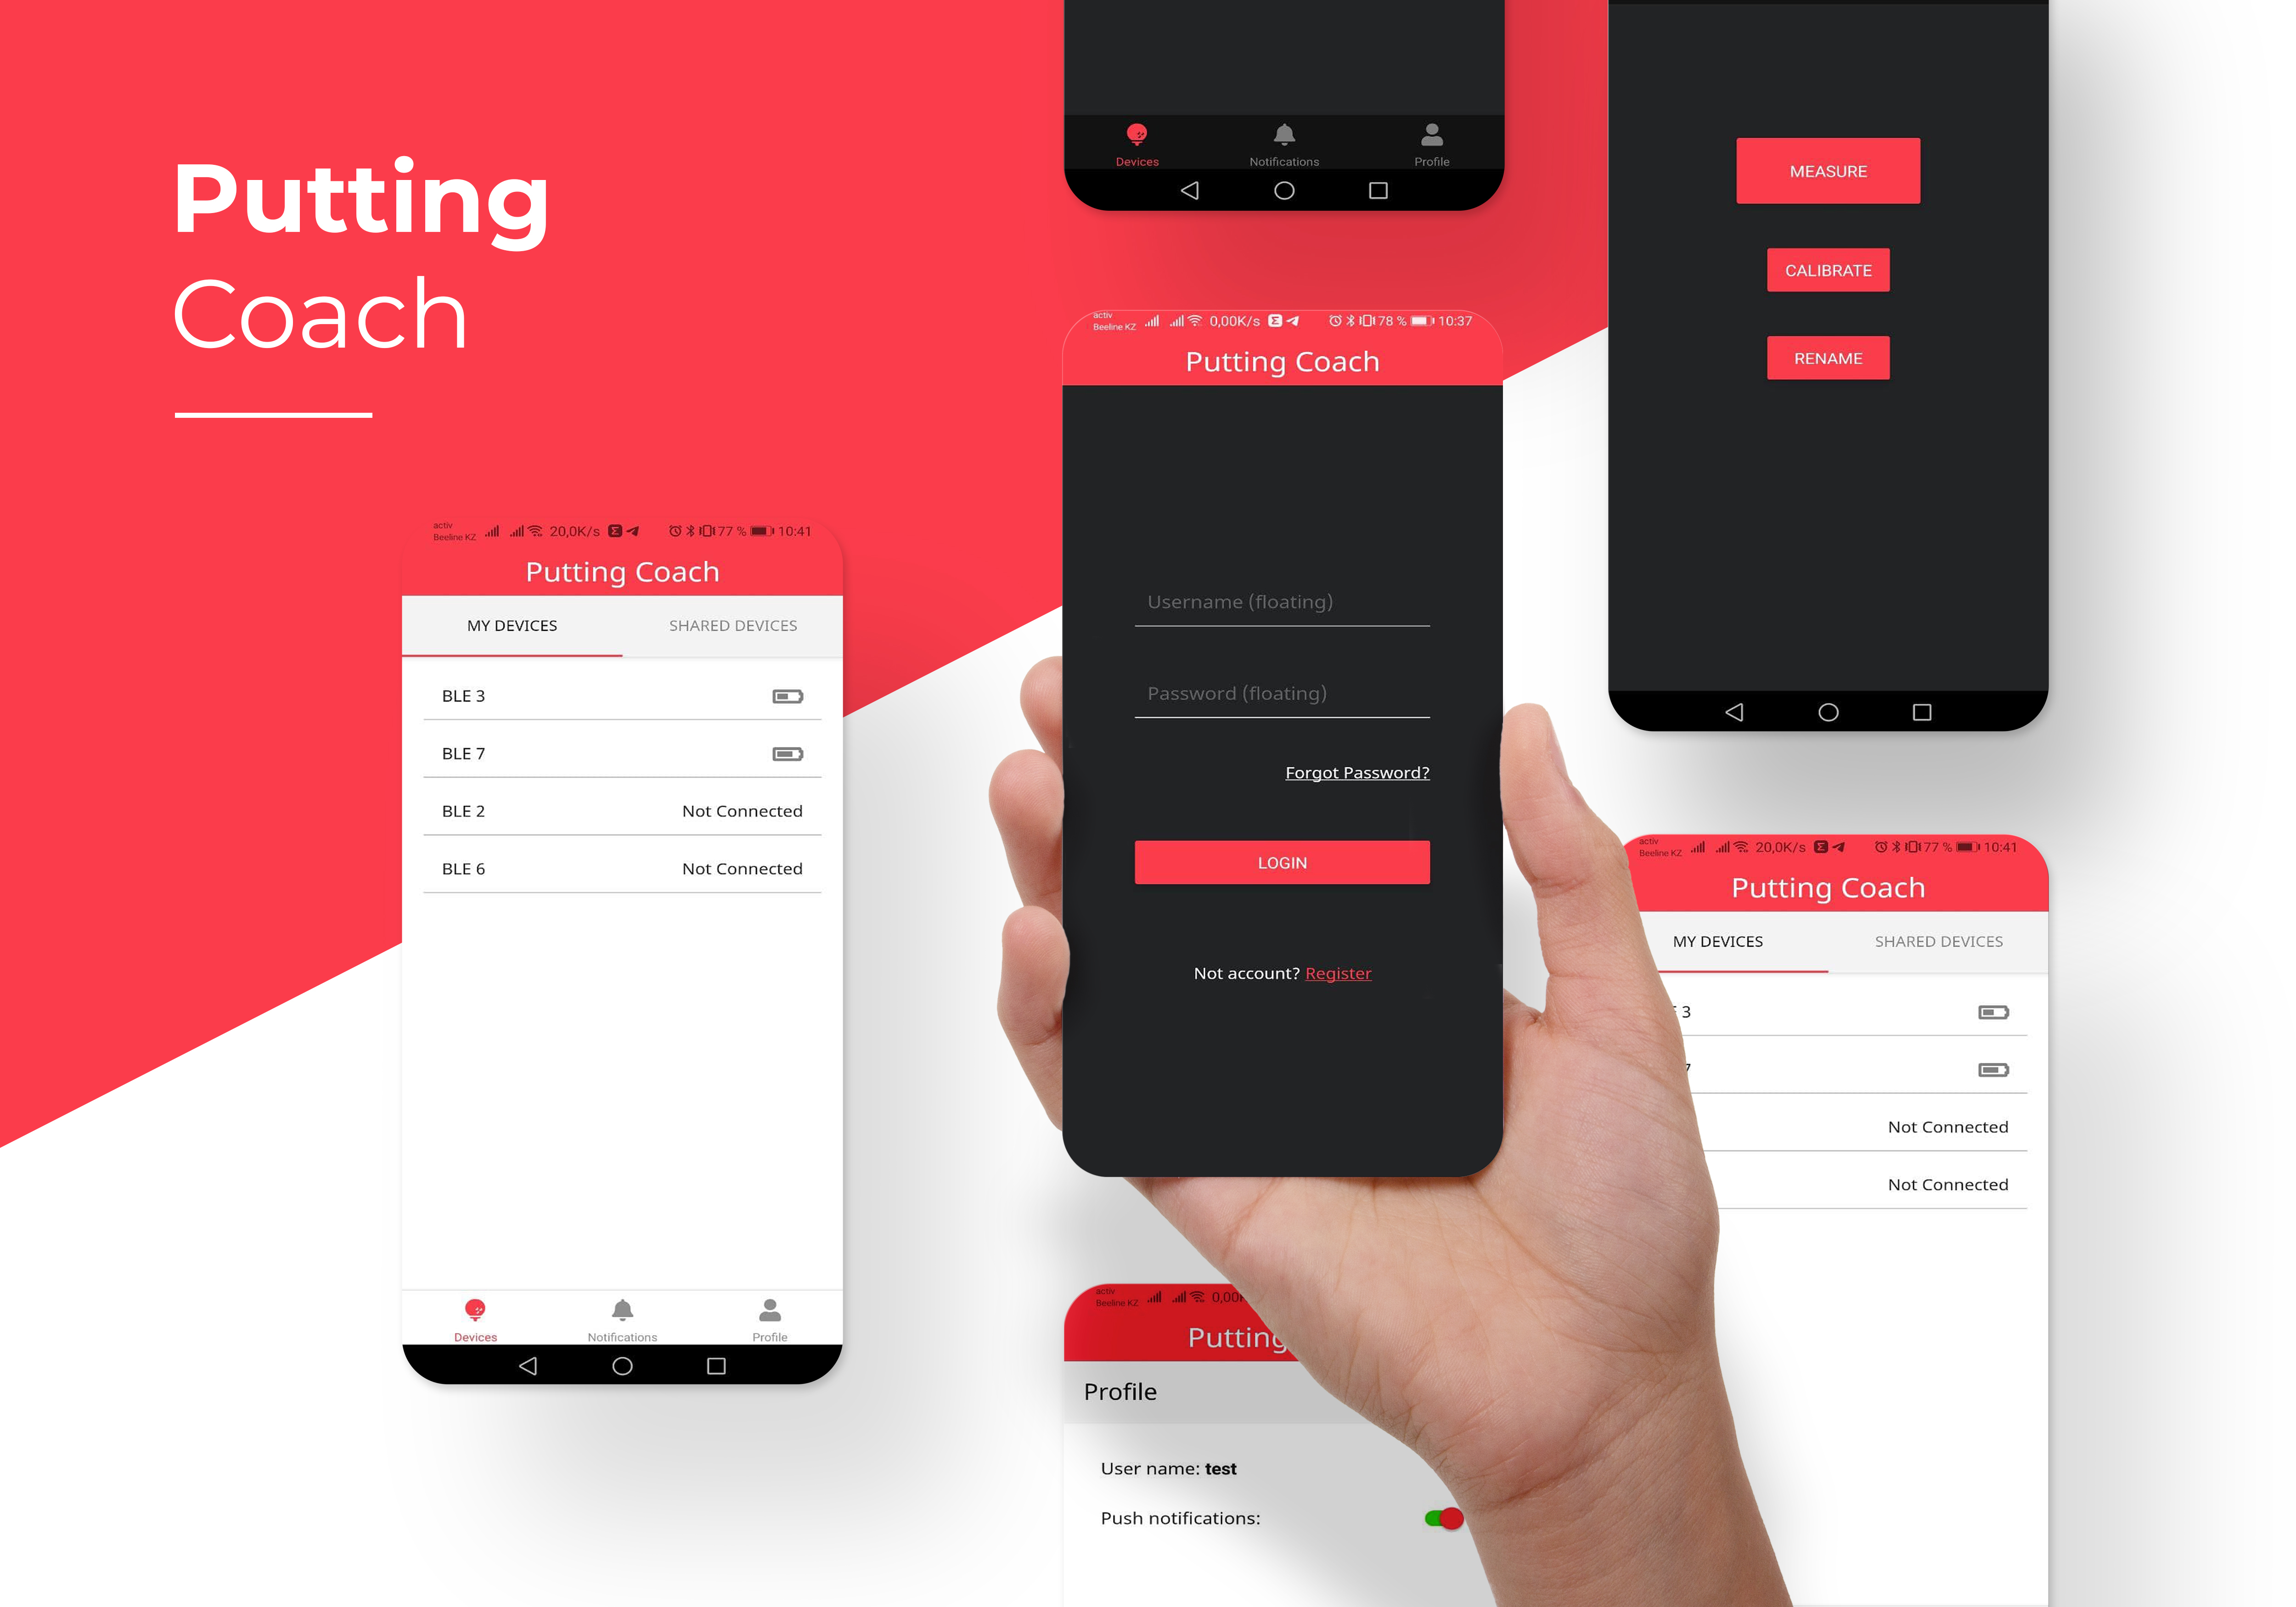 Putting
Coach
Devices
Notifications
Profile
MEASURE
CALIBRATE
RENAME
activ
Beeline KZ
20,0K/s
77 %
10:41
Putting Coach
MY DEVICES
SHARED DEVICES
BLE 3
BLE 7
BLE 2
Not Connected
BLE 6
Not Connected
Devices
Notifications
Profile
activ
Beeline KZ
0,00K/s
78 %
10:37
Putting Coach
Username (floating)
Password (floating)
Forgot Password?
LOGIN
Not account? Register
activ
Beeline KZ
20,0K/s
77 %
10:41
Putting Coach
MY DEVICES
SHARED DEVICES
3
Not Connected
Not Connected
activ
Beeline KZ
0,00
Putting
Profile
User name: test
Push notifications: